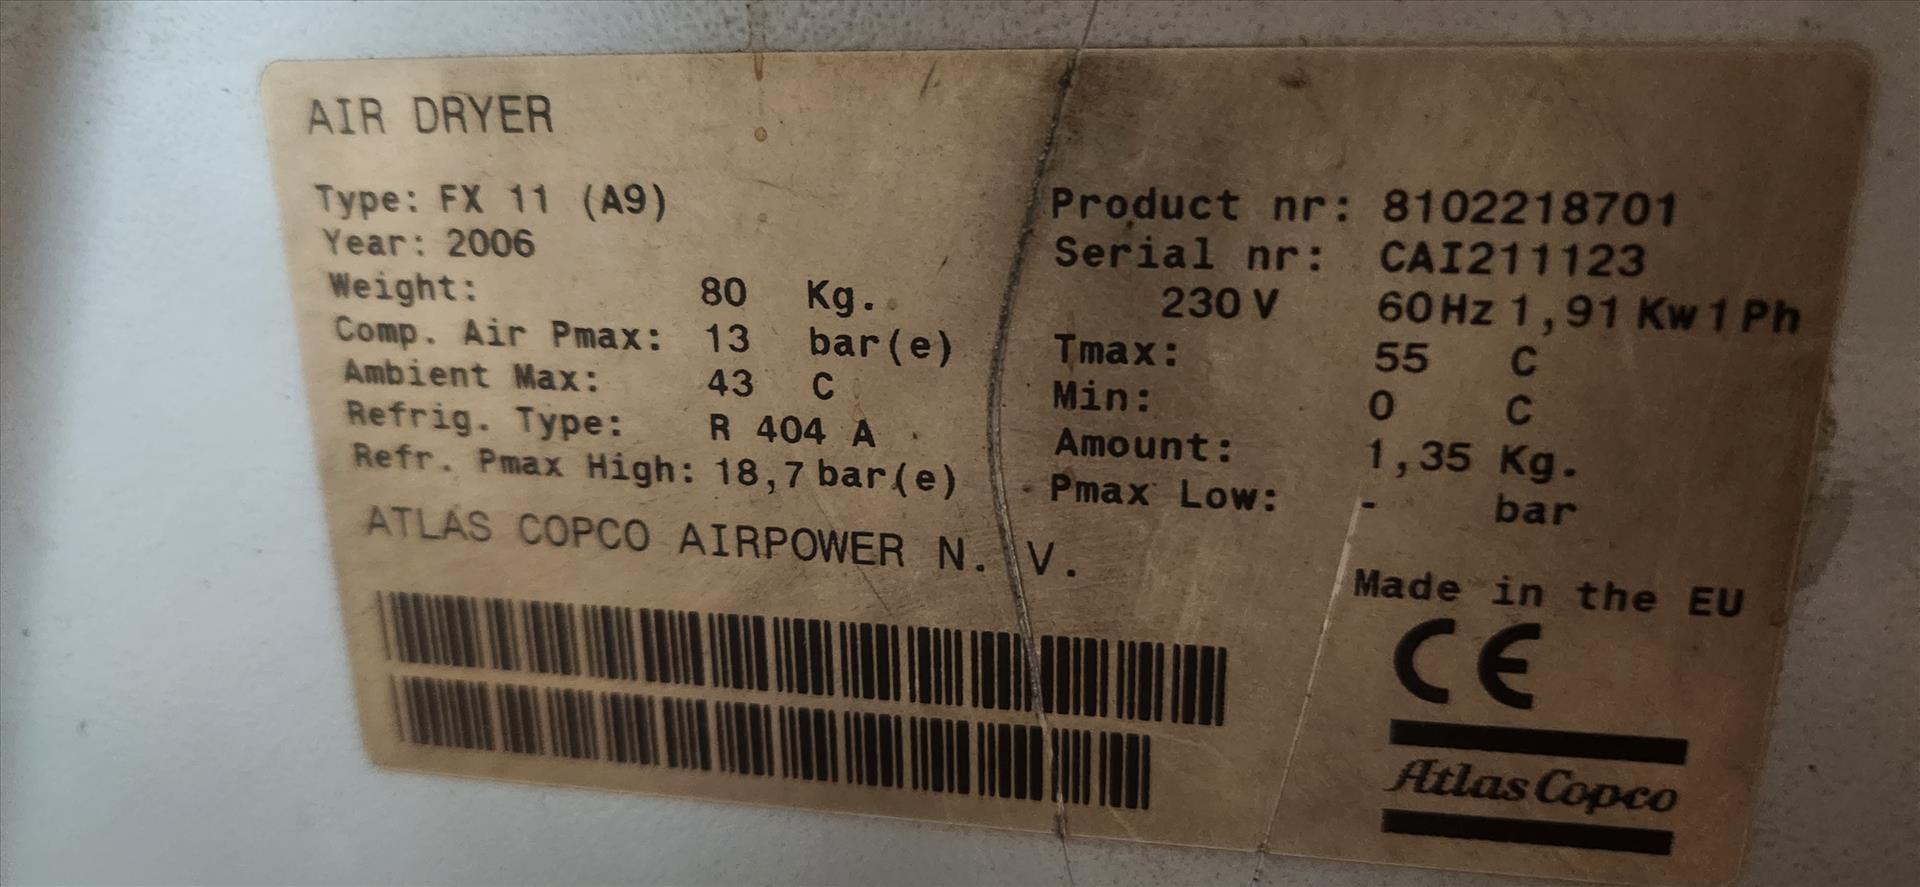 AIR DRYER
Type: FX 11 (A9)
Year: 2006
Weight: 80 Kg.
Comp. Air Pmax: 13 bar(e)
Ambient Max: 43 C
Refrig. Type: R 404 A
Refr. Pmax High: 18,7 bar(e)
ATLAS COPCO AIRPOWER N. V.
Product nr: 8102218701
Serial nr: CAI211123
230 V 60 Hz 1,91 Kw 1 Ph
Tmax: 55 C
Min: 0 C
Amount: 1,35 Kg.
Pmax Low: - bar
Made in the EU
CE
Atlas Copco